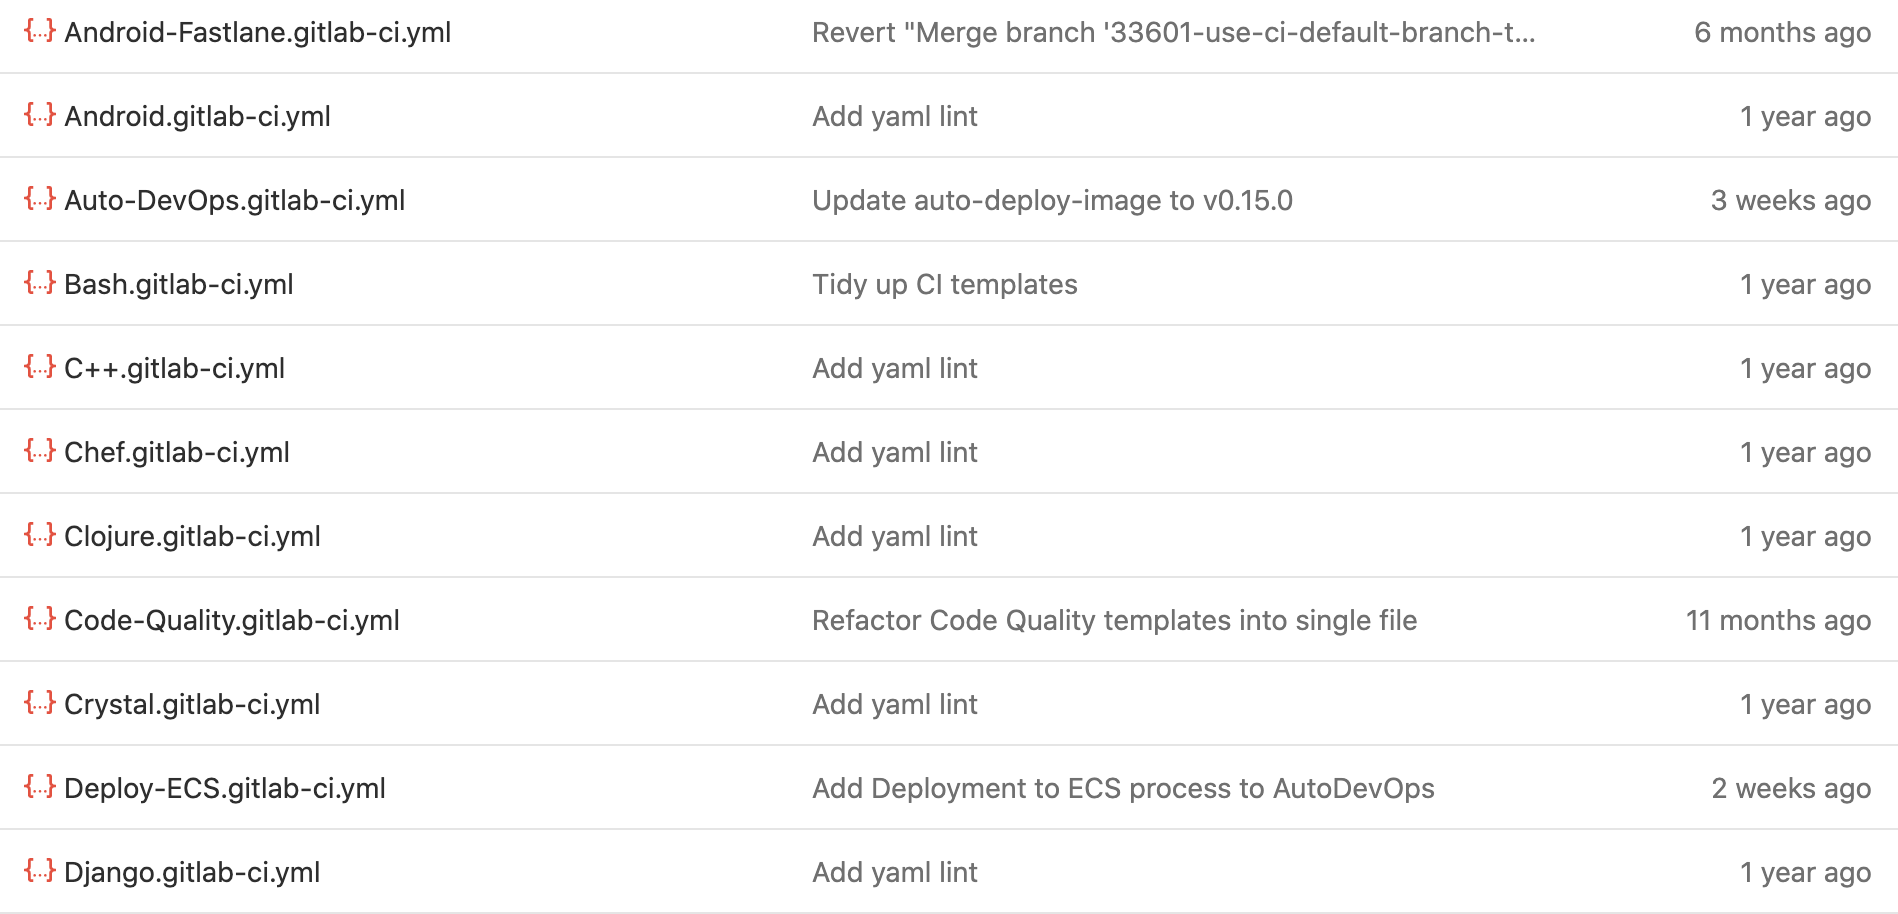 Android-Fastlane.gitlab-ci.yml Revert "Merge branch '33601-use-ci-default-branch-t... 6 months ago
Android.gitlab-ci.yml Add yaml lint 1 year ago
Auto-DevOps.gitlab-ci.yml Update auto-deploy-image to v0.15.0 3 weeks ago
Bash.gitlab-ci.yml Tidy up CI templates 1 year ago
C++.gitlab-ci.yml Add yaml lint 1 year ago
Chef.gitlab-ci.yml Add yaml lint 1 year ago
Clojure.gitlab-ci.yml Add yaml lint 1 year ago
Code-Quality.gitlab-ci.yml Refactor Code Quality templates into single file 11 months ago
Crystal.gitlab-ci.yml Add yaml lint 1 year ago
Deploy-ECS.gitlab-ci.yml Add Deployment to ECS process to AutoDevOps 2 weeks ago
Django.gitlab-ci.yml Add yaml lint 1 year ago